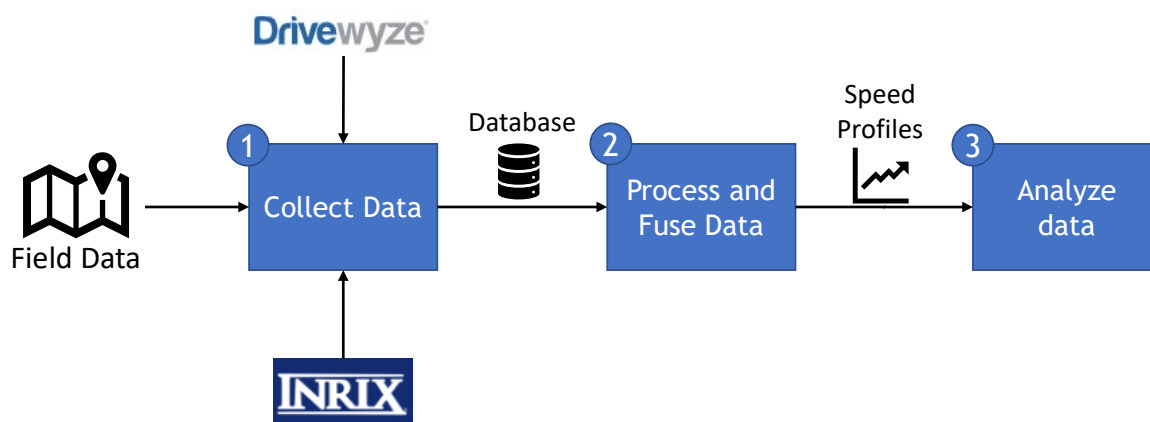 Drivewyze
1
Collect Data
Field Data
INRIX
Database
2
Process and
Fuse Data
Speed
Profiles
3
Analyze
data